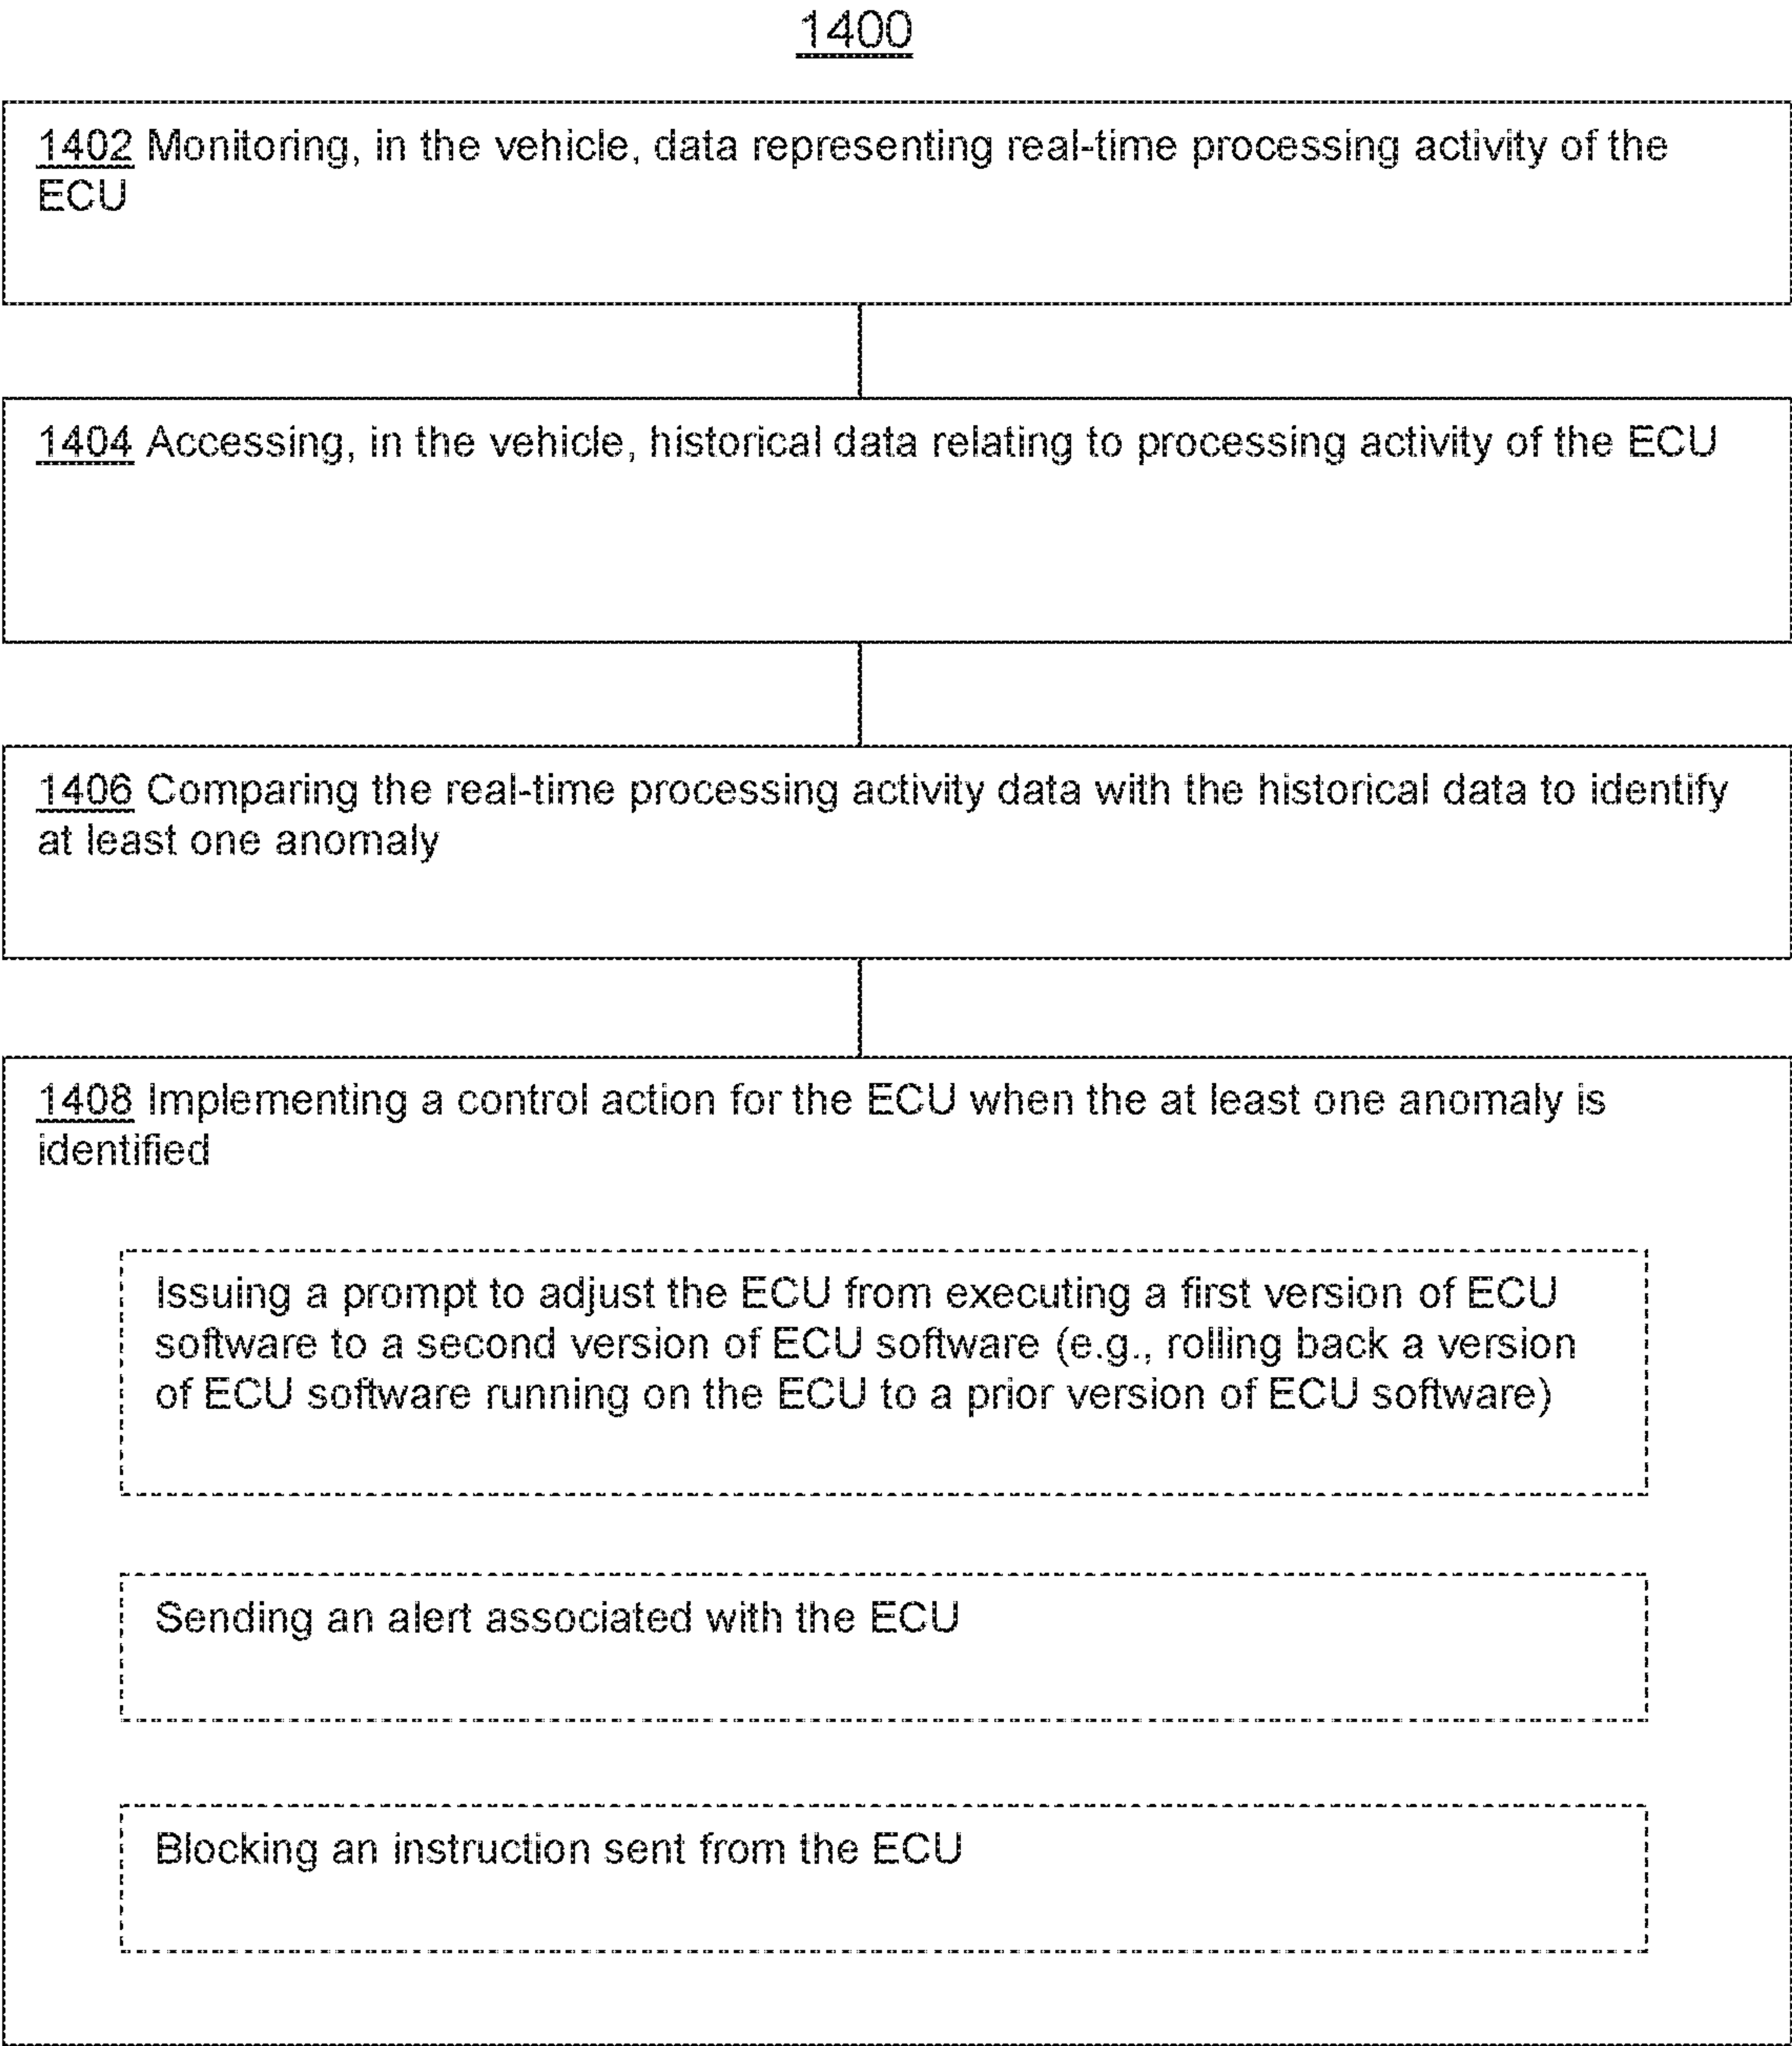 1400
1402 Monitoring, in the vehicle, data representing real-time processing activity of the
ECU
1404 Accessing, in the vehicle, historical data relating to processing activity of the ECU
1406 Comparing the real-time processing activity data with the historical data to identify
at least one anomaly
1408 Implementing a control action for the ECU when the at least one anomaly is
identified
Issuing a prompt to adjust the ECU from executing a first version of ECU
software to a second version of ECU software (e.g., rolling back a version
of ECU software running on the ECU to a prior version of ECU software)
Sending an alert associated with the ECU
Blocking an instruction sent from the ECU